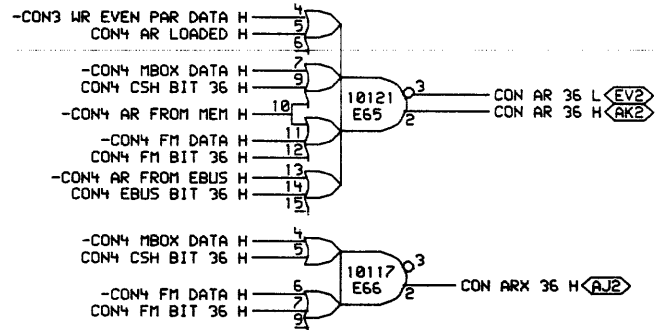 -CON3 WR EVEN PAR DATA H 4
CON4 AR LOADED H 5
6
-CON4 MBOX DATA H 7
CON4 CSH BIT 36 H 9
-CON4 AR FROM MEM H 10
-CON4 FM DATA H 11
CON4 FM BIT 36 H 12
-CON4 AR FROM EBUS H 13
CON4 EBUS BIT 36 H 14
15
10121
E65
3 CON AR 36 L EV2
2 CON AR 36 H AK2
-CON4 MBOX DATA H 4
CON4 CSH BIT 36 H 5
-CON4 FM DATA H 6
CON4 FM BIT 36 H 7
9
10117
E66
3
2 CON ARX 36 H AJ2